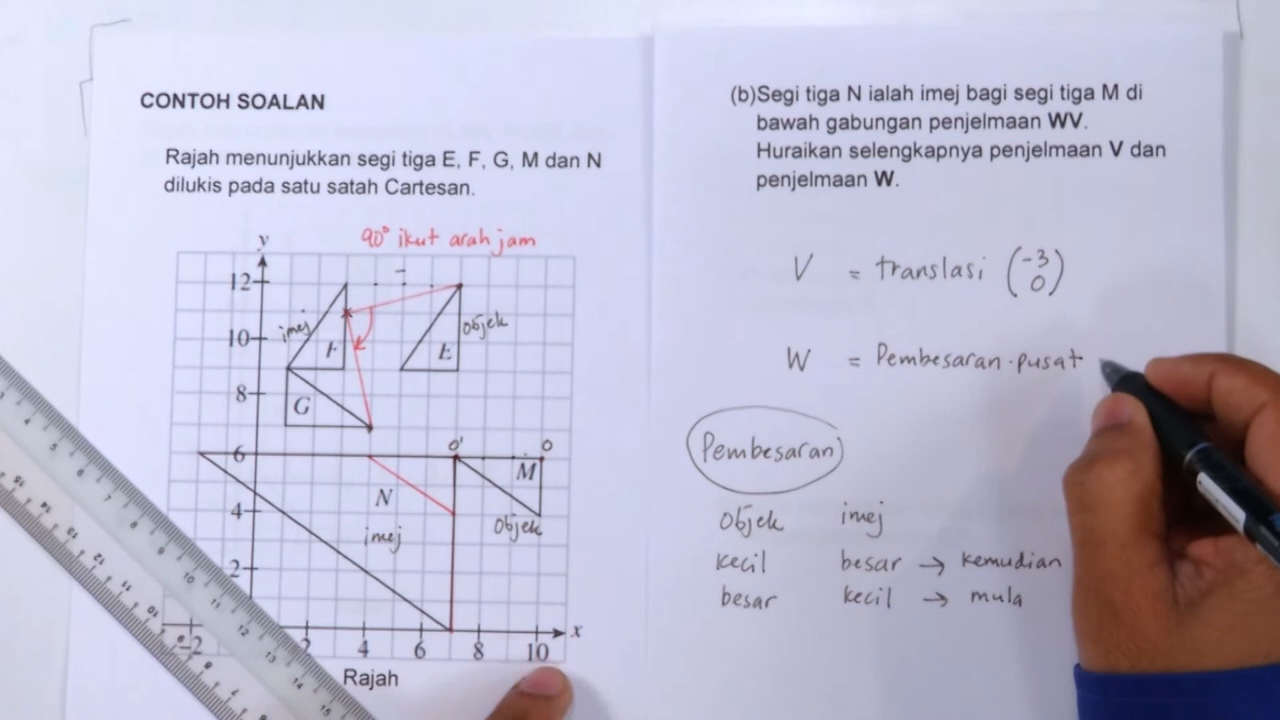 CONTOH SOALAN
Rajah menunjukkan segi tiga E, F, G, M dan N
dilukis pada satu satah Cartesan.
90° ikut arah jam
y
12
10
8
6
4
2
-2
2
4
6
8
10
x
imej
F
objek
E
G
O'
O
M
N
imej
Objek
Rajah
(b)Segi tiga N ialah imej bagi segi tiga M di
bawah gabungan penjelmaan WV.
Huraikan selengkapnya penjelmaan V dan
penjelmaan W.
V = translasi (-3
0)
W = Pembesaran pusat
Pembesaran
Objek imej
kecil besar → kemudian
besar kecil → mula